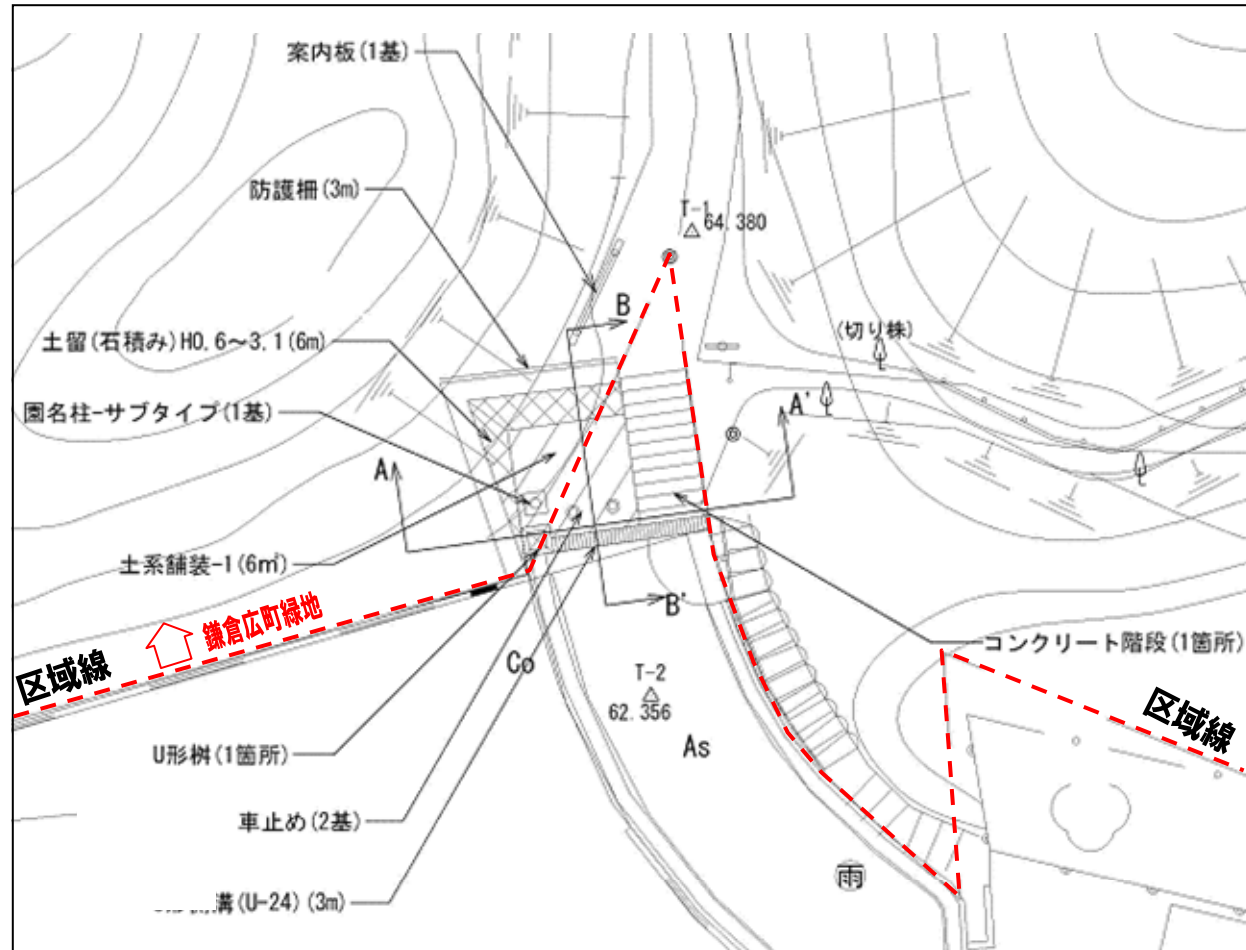 案内板(1基)
防護柵(3m)
T-1
64.380
B
土留(石積み)H0.6~3.1(6m)
(切り株)
園名柱-サブタイプ(1基)
A'
A
土系舗装-1(6㎡)
B'
鎌倉広町緑地
コンクリート階段(1箇所)
区域線
Co
T-2
62.356
区域線
U形桝(1箇所)
As
車止め(2基)
雨
溝(U-24)(3m)